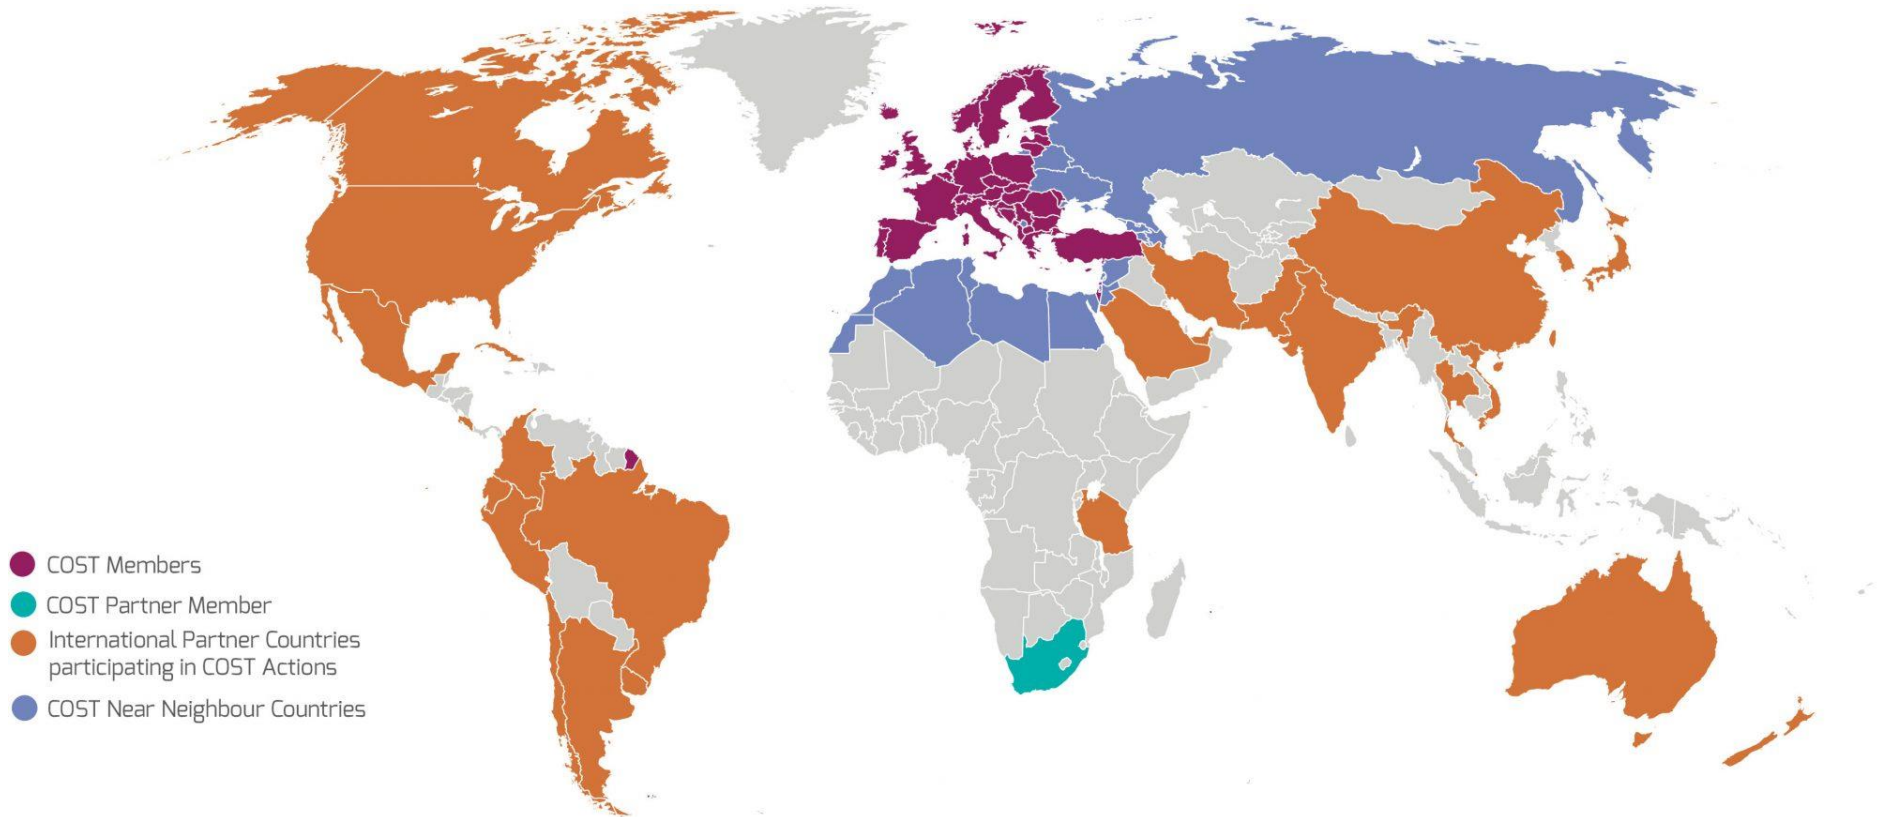 COST Members
COST Partner Member
International Partner Countries
participating in COST Actions
COST Near Neighbour Countries